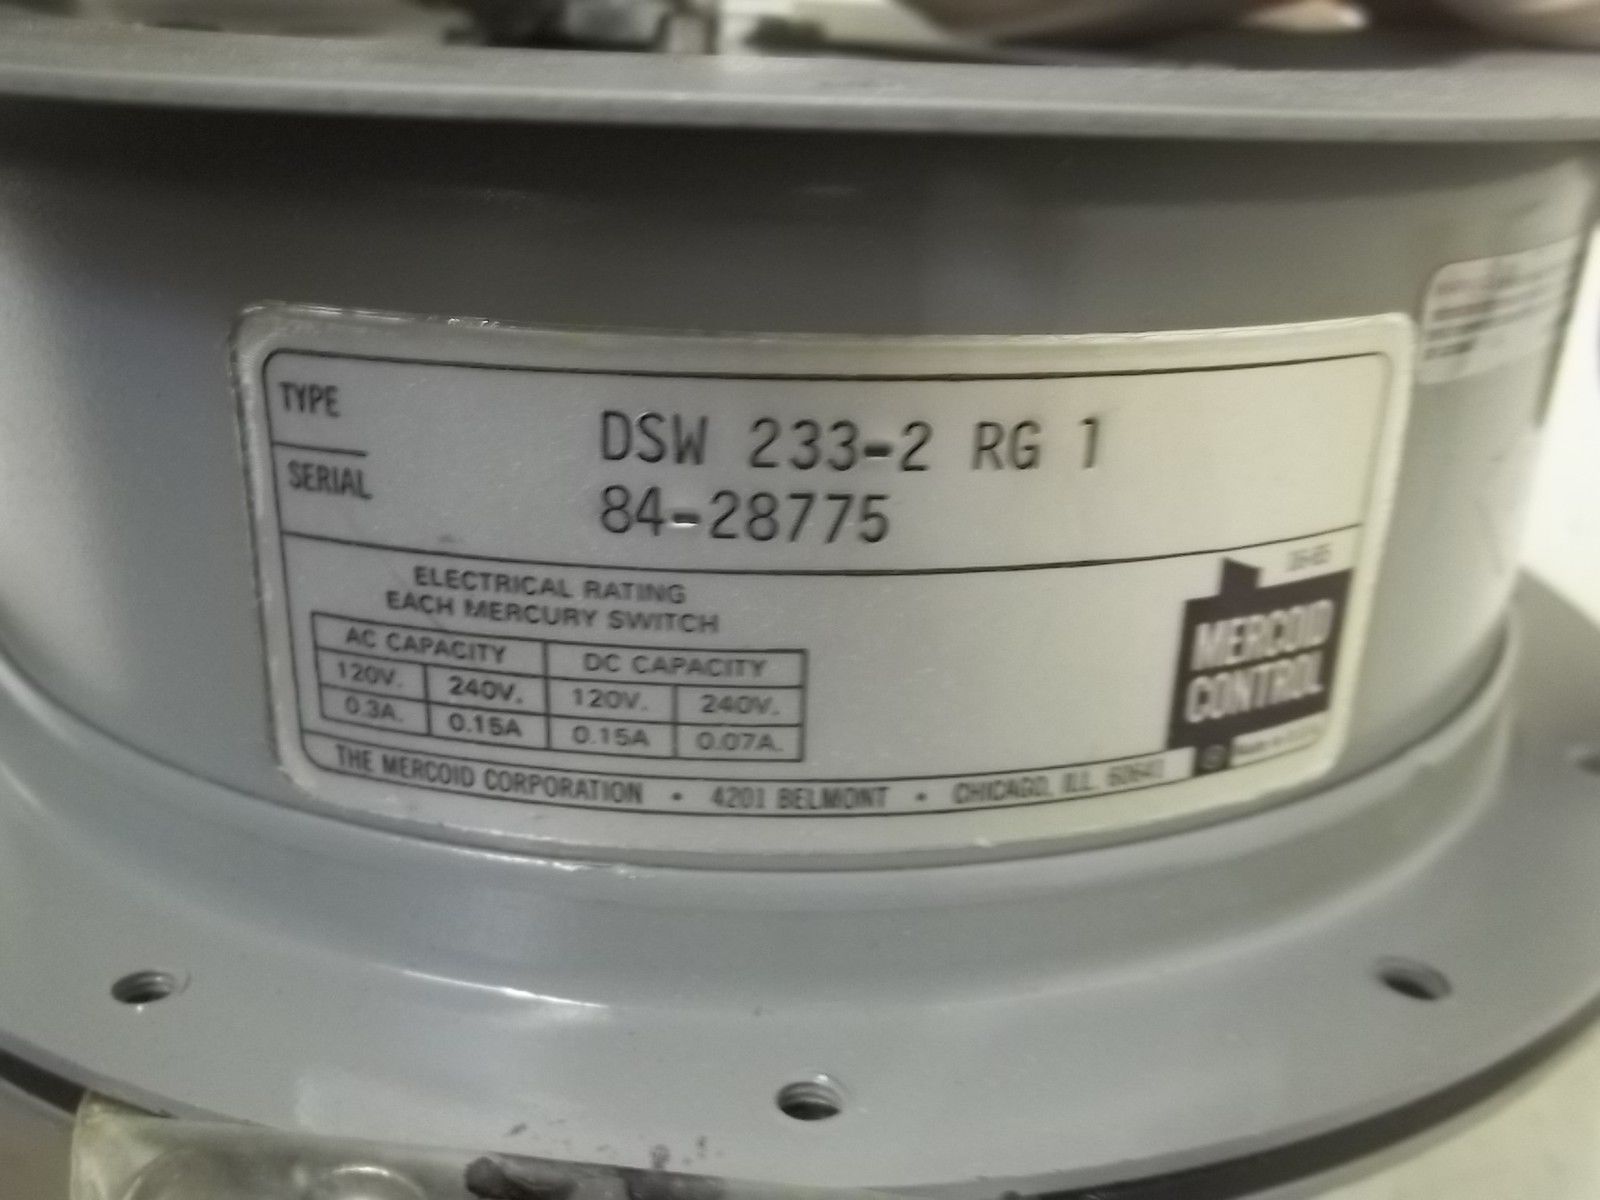 TYPE DSW 233-2 RG 1
SERIAL 84-28775
ELECTRICAL RATING
EACH MERCURY SWITCH
AC CAPACITY DC CAPACITY
120V. 240V. 120V. 240V.
0.3A. 0.15A 0.15A 0.07A.
MERCOID
CONTROL
THE MERCOID CORPORATION • 4201 BELMONT • CHICAGO, ILL. 60641